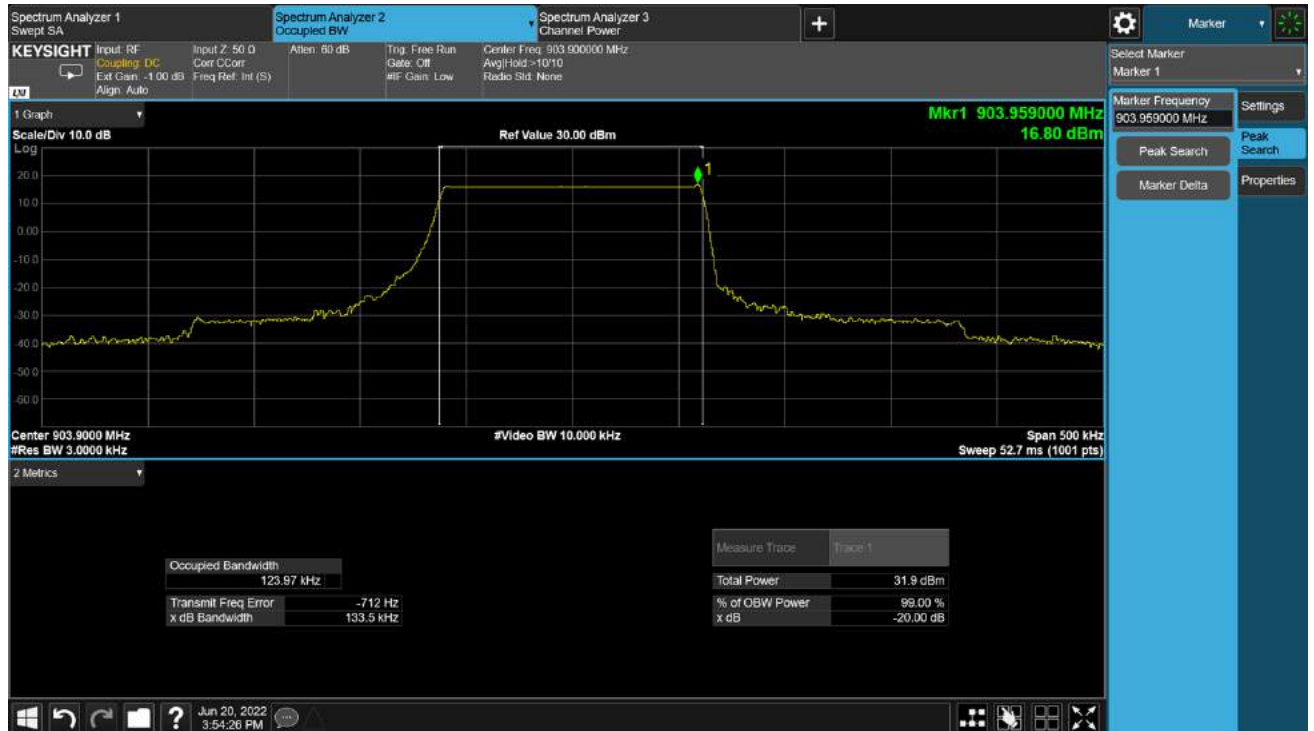 Spectrum Analyzer 1
Swept SA
Spectrum Analyzer 2
Occupied BW
Spectrum Analyzer 3
Channel Power
+
Marker
KEYSIGHT
LXI
Input: RF
Coupling: DC
Ext Gain: -1.00 dB
Align: Auto
Input Z: 50 Ω
Corr CCorr
Freq Ref: Int (S)
Atten: 60 dB
Trig: Free Run
Gate: Off
#IF Gain: Low
Center Freq: 903.900000 MHz
Avg|Hold:>10/10
Radio Std: None
Select Marker
Marker 1
Marker Frequency
903.959000 MHz
Peak Search
Marker Delta
Settings
Peak
Search
Properties
1 Graph
Scale/Div 10.0 dB
Ref Value 30.00 dBm
Mkr1 903.959000 MHz
16.80 dBm
Log
1
20.0
10.0
0.00
-10.0
-20.0
-30.0
-40.0
-50.0
-60.0
Center 903.9000 MHz
#Res BW 3.0000 kHz
#Video BW 10.000 kHz
Span 500 kHz
Sweep 52.7 ms (1001 pts)
2 Metrics
Measure Trace Trace 1
Occupied Bandwidth
123.97 kHz
Total Power 31.9 dBm
Transmit Freq Error -712 Hz
% of OBW Power 99.00 %
x dB Bandwidth 133.5 kHz
x dB -20.00 dB
?
Jun 20, 2022
3:54:26 PM